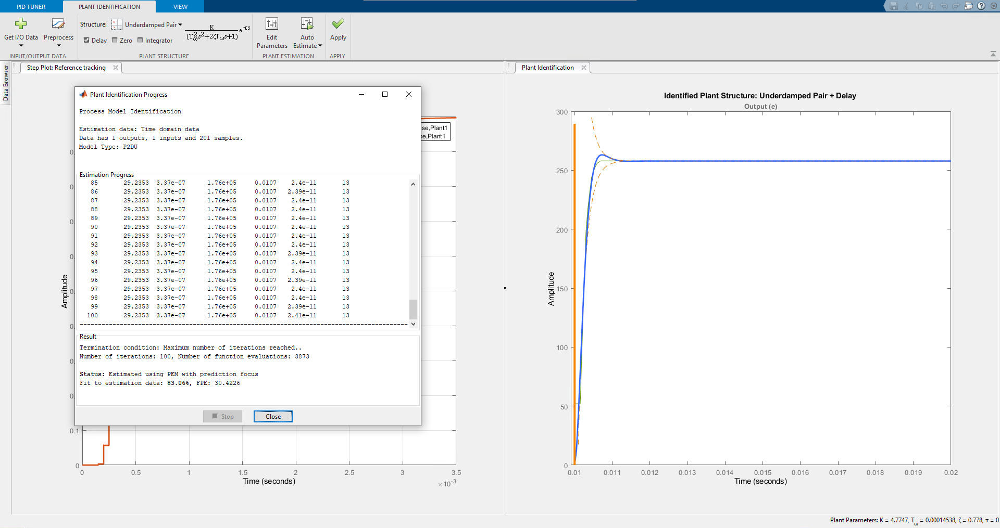 PID TUNER
PLANT IDENTIFICATION
VIEW
Get I/O Data
Preprocess
INPUT/OUTPUT DATA
Structure:
Underdamped Pair
Delay
Zero
Integrator
K
(Tω²s²+2ζTωs+1)
e^-τs
PLANT STRUCTURE
Edit
Parameters
Auto
Estimate
PLANT ESTIMATION
Apply
APPLY
Data Browser
Step Plot: Reference tracking
Plant Identification Progress
Process Model Identification
Estimation data: Time domain data
Data has 1 outputs, 1 inputs and 201 samples.
Model Type: P2DU
Estimation Progress
85 29.2353 3.37e-07 1.76e+05 0.0107 2.4e-11 13
86 29.2353 3.37e-07 1.76e+05 0.0107 2.39e-11 13
87 29.2353 3.37e-07 1.76e+05 0.0107 2.4e-11 13
88 29.2353 3.37e-07 1.76e+05 0.0107 2.4e-11 13
89 29.2353 3.37e-07 1.76e+05 0.0107 2.4e-11 13
90 29.2353 3.37e-07 1.76e+05 0.0107 2.4e-11 13
91 29.2353 3.37e-07 1.76e+05 0.0107 2.4e-11 13
92 29.2353 3.37e-07 1.76e+05 0.0107 2.4e-11 13
93 29.2353 3.37e-07 1.76e+05 0.0107 2.39e-11 13
94 29.2353 3.37e-07 1.76e+05 0.0107 2.4e-11 13
95 29.2353 3.37e-07 1.76e+05 0.0107 2.4e-11 13
96 29.2353 3.37e-07 1.76e+05 0.0107 2.39e-11 13
97 29.2353 3.37e-07 1.76e+05 0.0107 2.4e-11 13
98 29.2353 3.37e-07 1.76e+05 0.0107 2.4e-11 13
99 29.2353 3.37e-07 1.76e+05 0.0107 2.39e-11 13
100 29.2353 3.37e-07 1.76e+05 0.0107 2.41e-11 13
Result
Termination condition: Maximum number of iterations reached..
Number of iterations: 100, Number of function evaluations: 3873
Status: Estimated using PEM with prediction focus
Fit to estimation data: 83.06%, FPE: 30.4226
Stop
Close
se,Plant1
se,Plant1
Amplitude
0.
0.
0.
0.
0.
0.
0.
0.
0.1
0
0 0.5 1 1.5 2 2.5 3 3.5
Time (seconds)
×10^-3
Plant Identification
Identified Plant Structure: Underdamped Pair + Delay
Output (e)
Amplitude
300
250
200
150
100
50
0
0.01 0.011 0.012 0.013 0.014 0.015 0.016 0.017 0.018 0.019 0.02
Time (seconds)
Plant Parameters: K = 4.7747, Tω = 0.00014538, ζ = 0.778, τ = 0